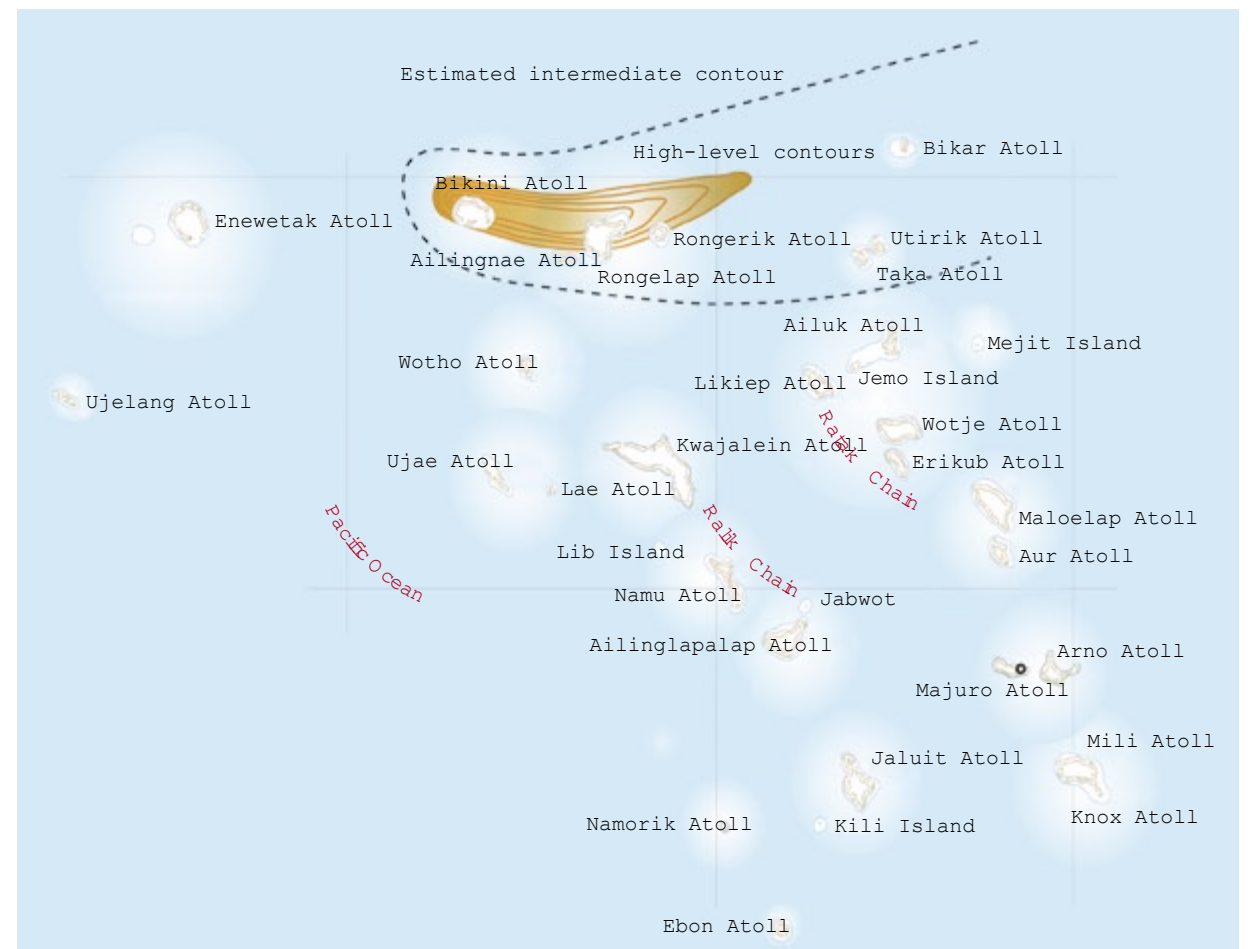 Estimated intermediate contour
High-level contours
Bikar Atoll
Bikini Atoll
Enewetak Atoll
Rongerik Atoll
Utirik Atoll
Ailingnae Atoll
Rongelap Atoll
Taka Atoll
Ailuk Atoll
Mejit Island
Wotho Atoll
Likiep Atoll
Jemo Island
Ujelang Atoll
Ratak Chain
Wotje Atoll
Kwajalein Atoll
Ujae Atoll
Erikub Atoll
Lae Atoll
Maloelap Atoll
Pacific Ocean
Ralik Chain
Lib Island
Aur Atoll
Namu Atoll
Jabwot
Ailinglapalap Atoll
Arno Atoll
Majuro Atoll
Mili Atoll
Jaluit Atoll
Knox Atoll
Namorik Atoll
Kili Island
Ebon Atoll